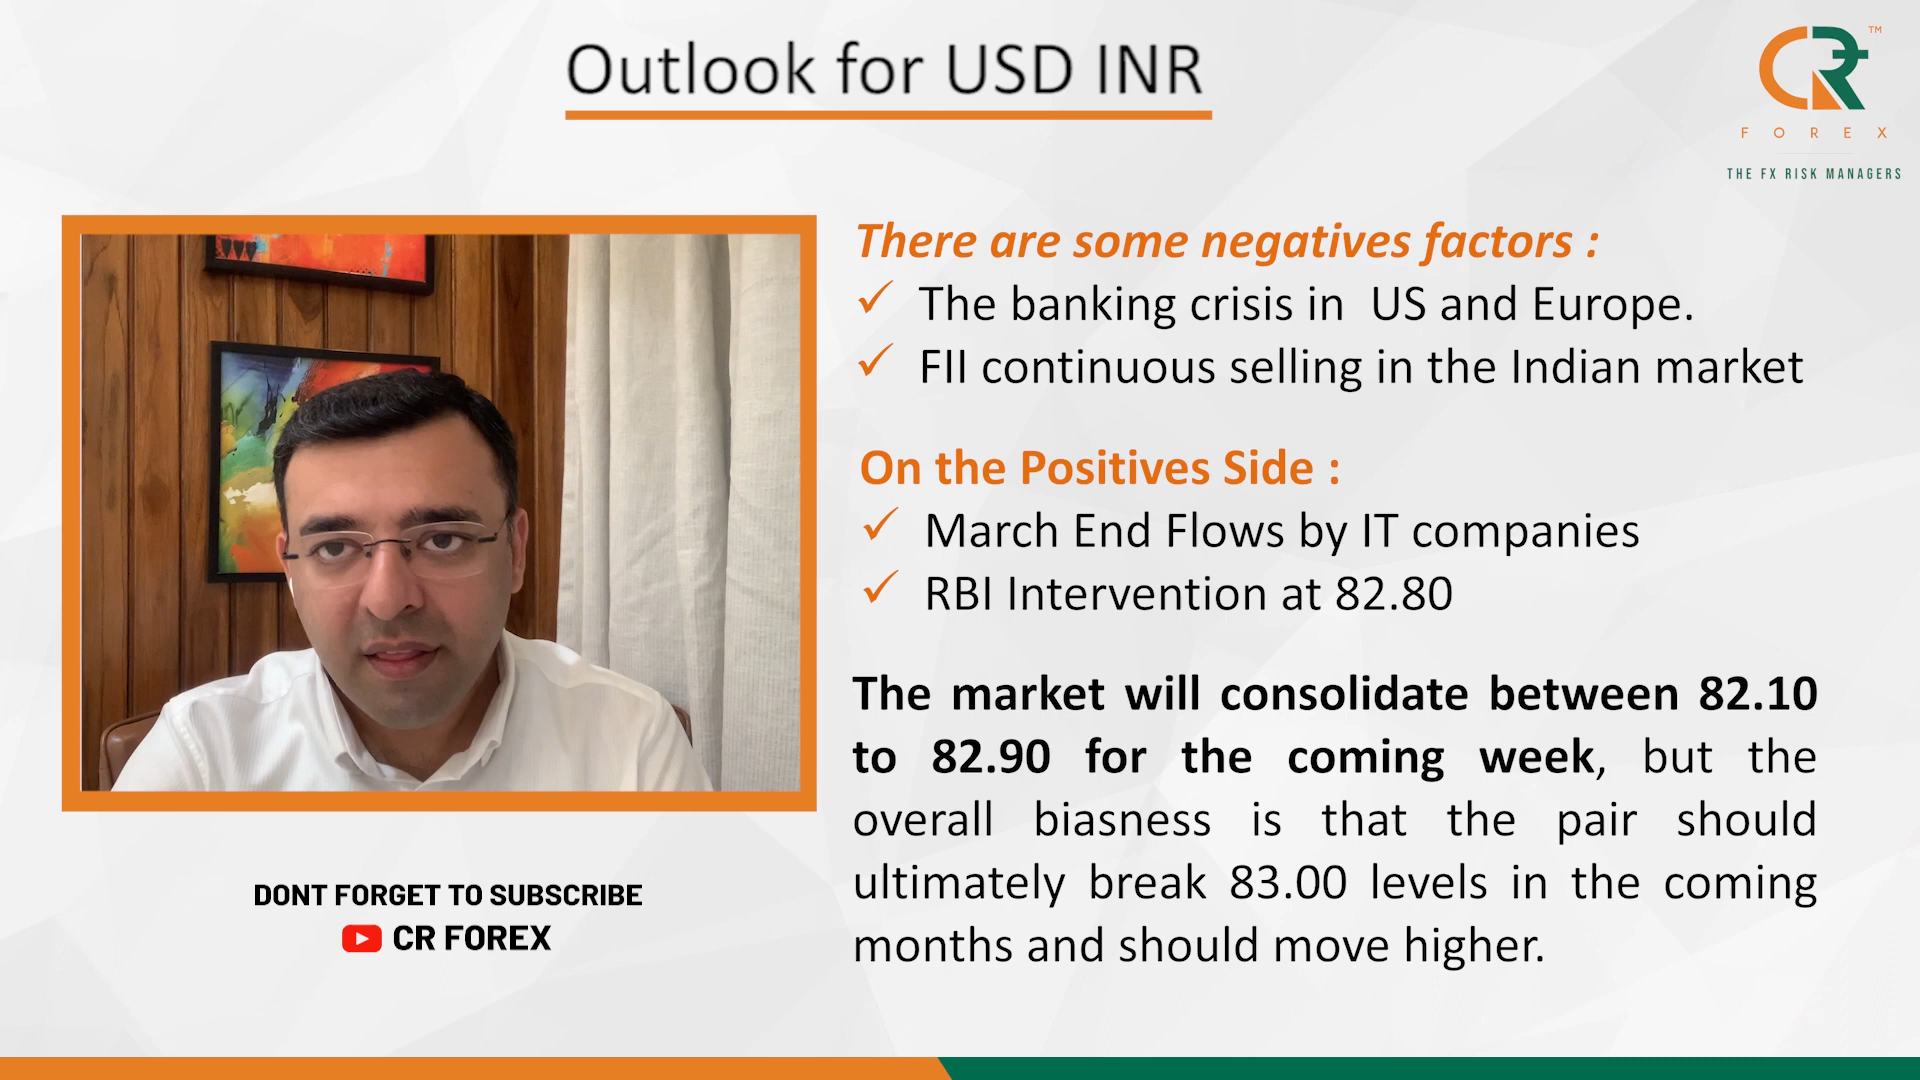 Outlook for USD INR
CR ™
FOREX
THE FX RISK MANAGERS
There are some negatives factors :
✓ The banking crisis in US and Europe.
✓ FII continuous selling in the Indian market
On the Positives Side :
✓ March End Flows by IT companies
✓ RBI Intervention at 82.80
The market will consolidate between 82.10
to 82.90 for the coming week, but the
overall biasness is that the pair should
ultimately break 83.00 levels in the coming
months and should move higher.
DONT FORGET TO SUBSCRIBE
CR FOREX